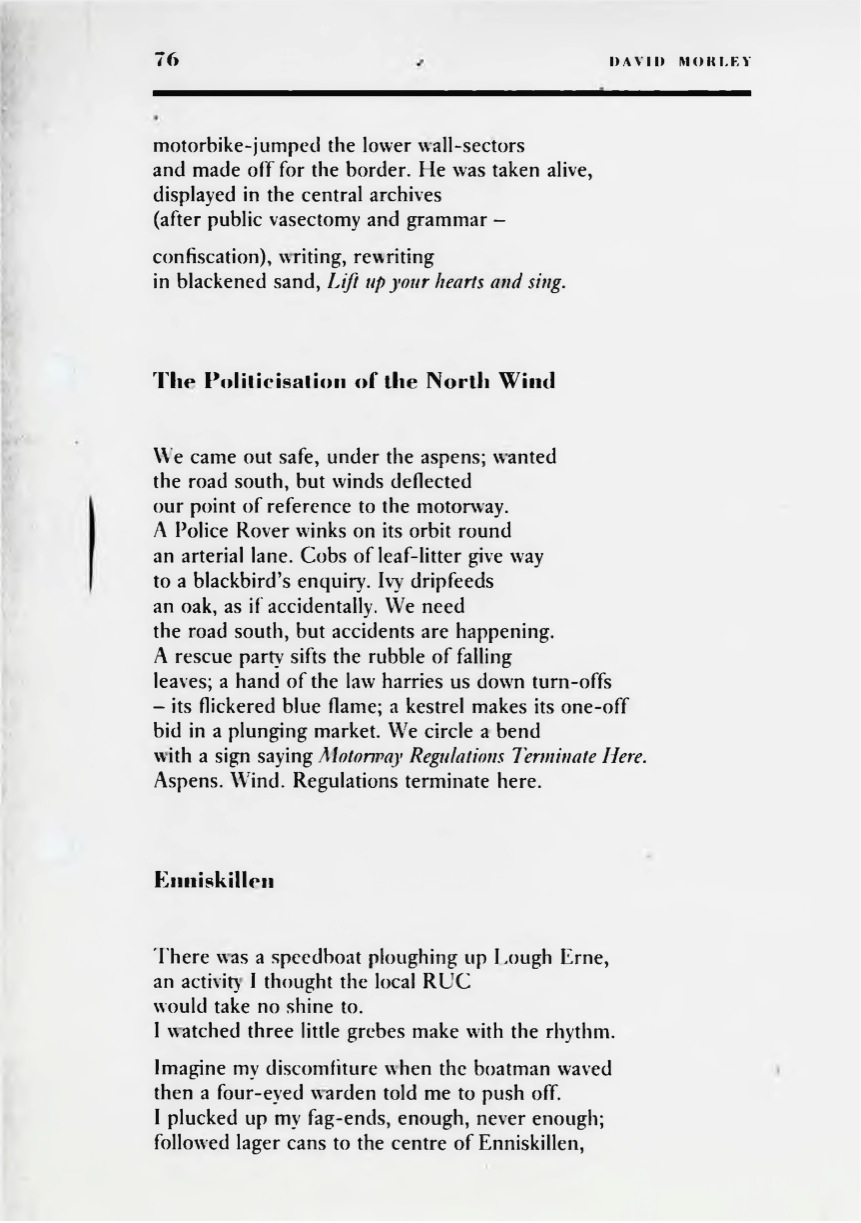 76
DAVID MORLEY
motorbike-jumped the lower wall-sectors
and made off for the border. He was taken alive,
displayed in the central archives
(after public vasectomy and grammar –
confiscation), writing, rewriting
in blackened sand, Lift up your hearts and sing.
The Politicisation of the North Wind
We came out safe, under the aspens; wanted
the road south, but winds deflected
our point of reference to the motorway.
A Police Rover winks on its orbit round
an arterial lane. Cobs of leaf-litter give way
to a blackbird's enquiry. Ivy dripfeeds
an oak, as if accidentally. We need
the road south, but accidents are happening.
A rescue party sifts the rubble of falling
leaves; a hand of the law harries us down turn-offs
– its flickered blue flame; a kestrel makes its one-off
bid in a plunging market. We circle a bend
with a sign saying Motorway Regulations Terminate Here.
Aspens. Wind. Regulations terminate here.
Enniskillen
There was a speedboat ploughing up Lough Erne,
an activity I thought the local RUC
would take no shine to.
I watched three little grebes make with the rhythm.
Imagine my discomfiture when the boatman waved
then a four-eyed warden told me to push off.
I plucked up my fag-ends, enough, never enough;
followed lager cans to the centre of Enniskillen,